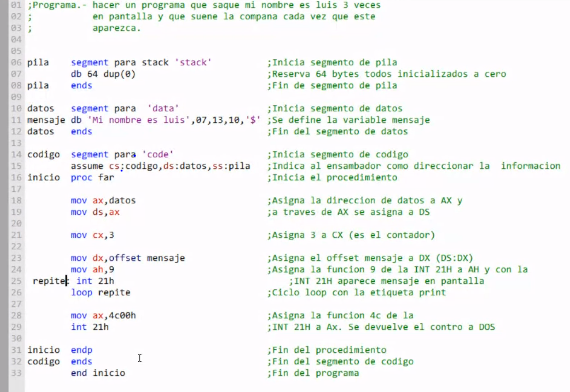 01 ;Programa.- hacer un programa que saque mi nombre es luis 3 veces
02 ; en pantalla y que suene la compana cada vez que este
03 ; aparezca.
04
05
06 pila segment para stack 'stack' ;Inicia segmento de pila
07 db 64 dup(0) ;Reserva 64 bytes todos inicializados a cero
08 pila ends ;Fin de segmento de pila
09
10 datos segment para 'data' ;Inicia segmento de datos
11 mensaje db 'Mi nombre es luis',07,13,10,'$' ;Se define la variable mensaje
12 datos ends ;Fin del segmento de datos
13
14 codigo segment para 'code' ;Inicia segmento de codigo
15 assume cs:codigo,ds:datos,ss:pila ;Indica al ensambador como direccionar la informacion
16 inicio proc far ;Inicia el procedimiento
17
18 mov ax,datos ;Asigna la direccion de datos a AX y
19 mov ds,ax ;a traves de AX se asigna a DS
20
21 mov cx,3 ;Asigna 3 a CX (es el contador)
22
23 mov dx,offset mensaje ;Asigna el offset mensaje a DX (DS:DX)
24 mov ah,9 ;Asigna la funcion 9 de la INT 21H a AH y con la
25 repite: int 21h ;INT 21H aparece mensaje en pantalla
26 loop repite ;Ciclo loop con la etiqueta print
27
28 mov ax,4c00h ;Asigna la funcion 4c de la
29 int 21h ;INT 21H a Ax. Se devuelve el contro a DOS
30
31 inicio endp ;Fin del procedimiento
32 codigo ends ;Fin del segmento de codigo
33 end inicio ;Fin del programa